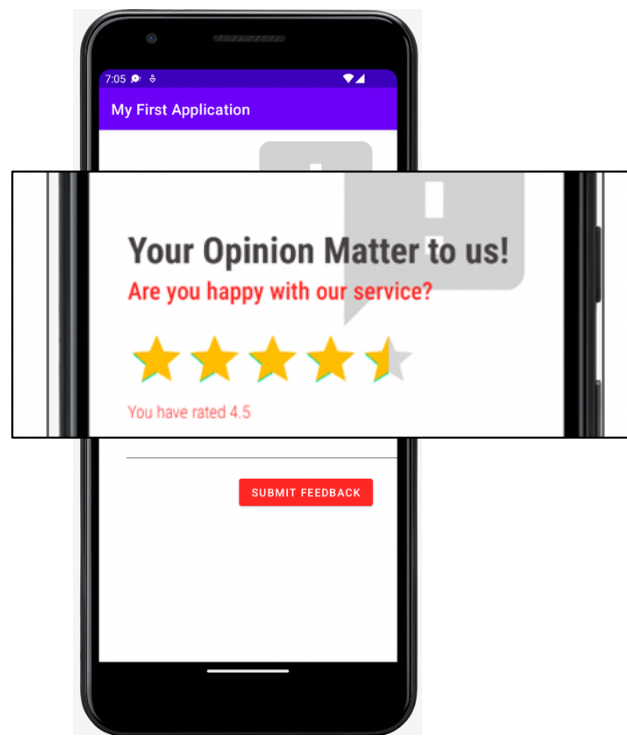 7:05
My First Application
Your Opinion Matter to us!
Are you happy with our service?
You have rated 4.5
SUBMIT FEEDBACK